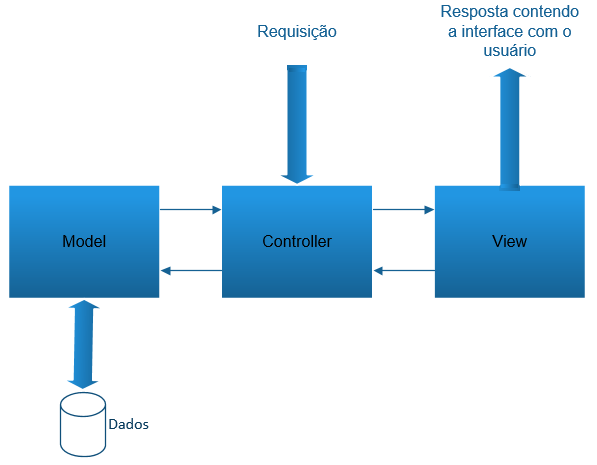 Requisição
Resposta contendo
a interface com o
usuário
Model
Controller
View
Dados